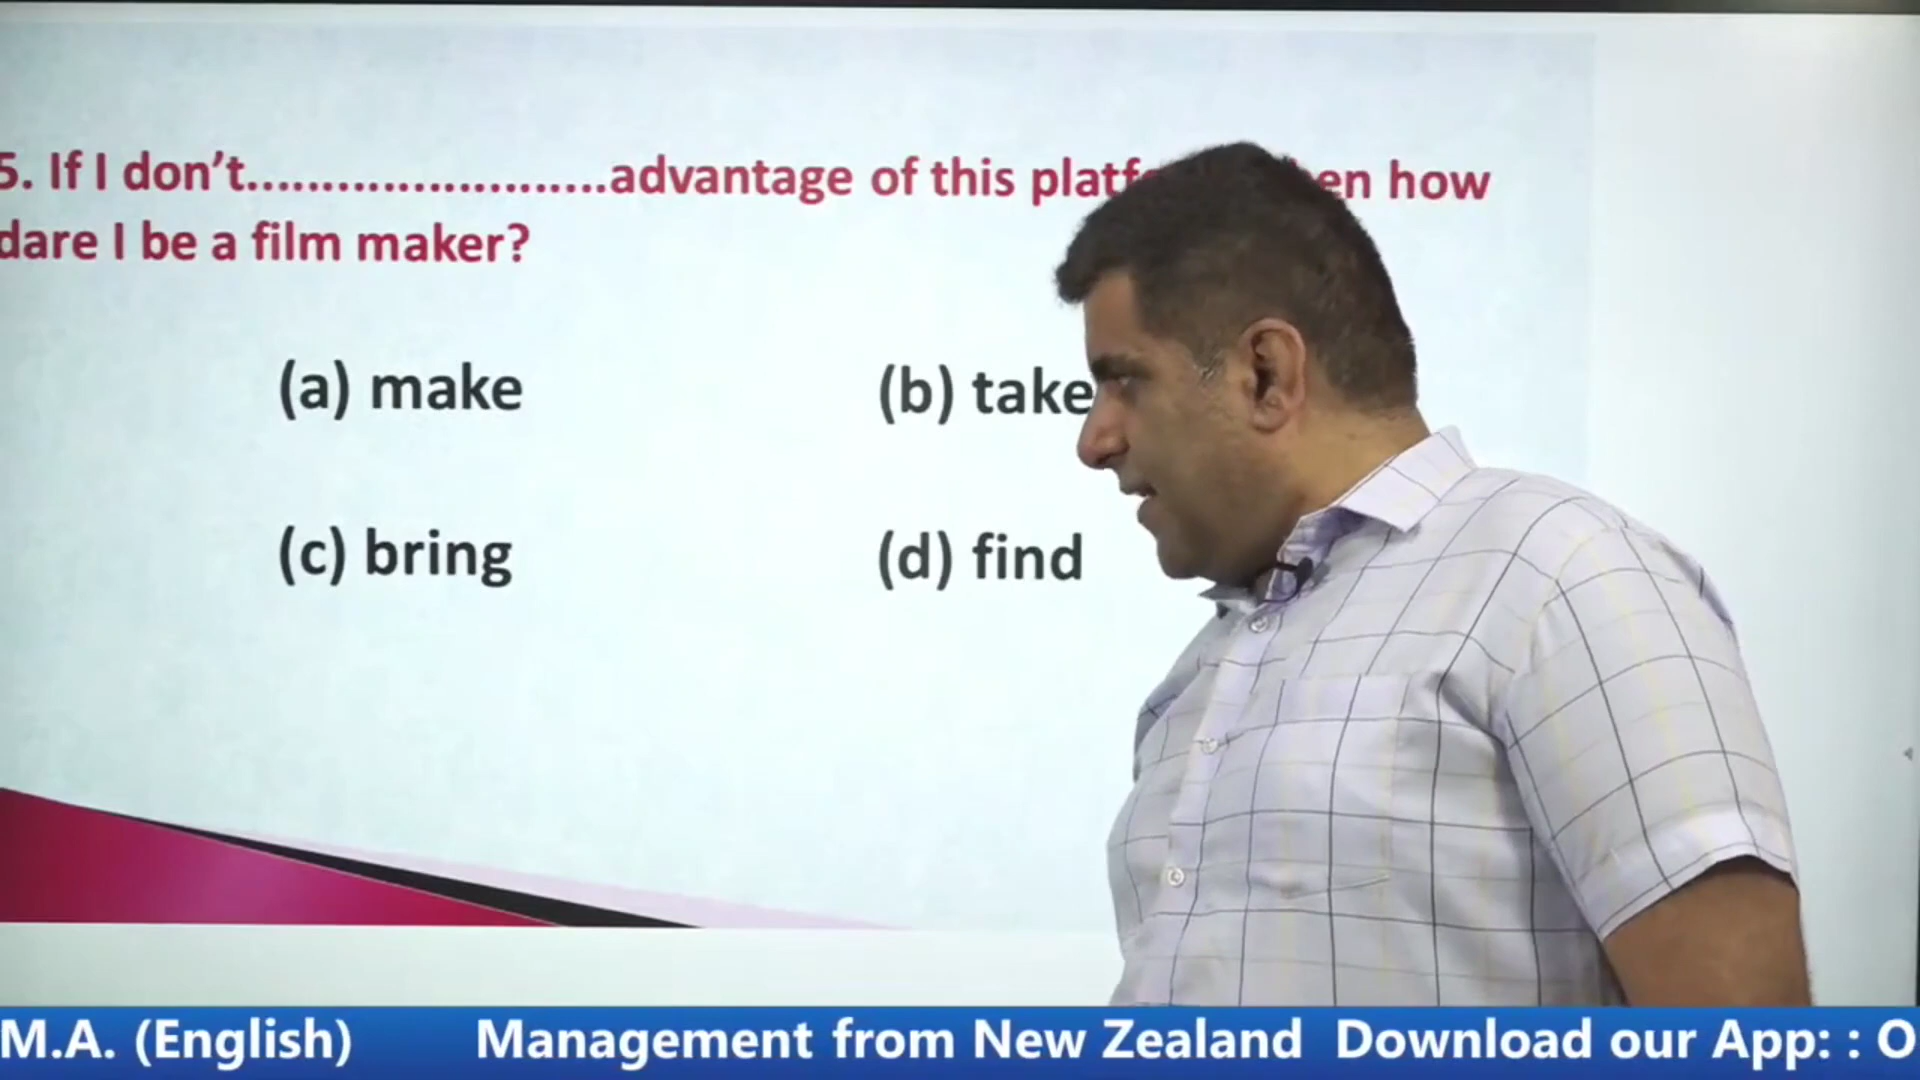 5. If I don't........................advantage of this how
dare I be a film maker?
(a) make
(b) take
(c) bring
(d) find
M.A. (English) Management from New Zealand Download our App: : O